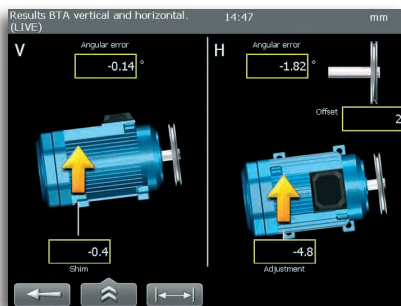 Results BTA vertical and horizontal. 14:47 mm
(LIVE)
V
Angular error
-0.14 °
H
Angular error
-1.82 °
Offset
2
-0.4
Shim
-4.8
Adjustment